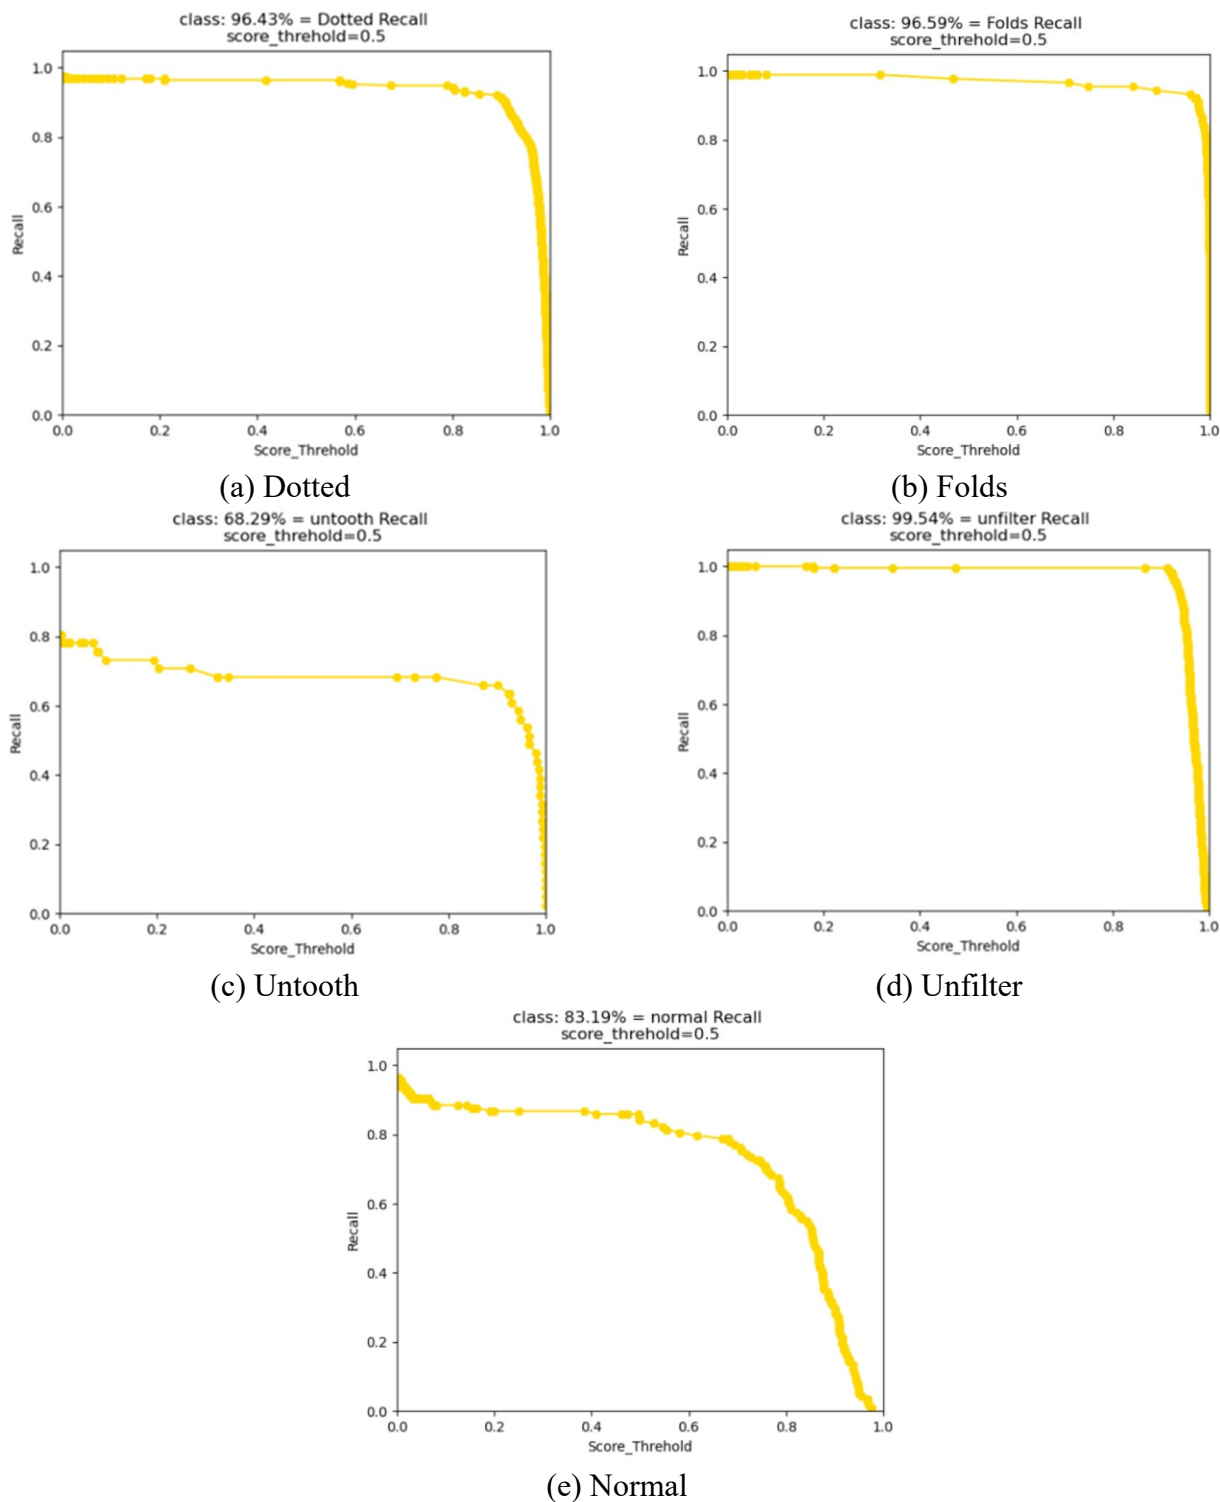 class: 96.43% = Dotted Recall
score_threhold=0.5
1.0
0.8
0.6
0.4
0.2
0.0
Recall
0.0 0.2 0.4 0.6 0.8 1.0
Score_Threhold
(a) Dotted
class: 96.59% = Folds Recall
score_threhold=0.5
1.0
0.8
0.6
0.4
0.2
0.0
Recall
0.0 0.2 0.4 0.6 0.8 1.0
Score_Threhold
(b) Folds
class: 68.29% = untooth Recall
score_threhold=0.5
1.0
0.8
0.6
0.4
0.2
0.0
Recall
0.0 0.2 0.4 0.6 0.8 1.0
Score_Threhold
(c) Untooth
class: 99.54% = unfilter Recall
score_threhold=0.5
1.0
0.8
0.6
0.4
0.2
0.0
Recall
0.0 0.2 0.4 0.6 0.8 1.0
Score_Threhold
(d) Unfilter
class: 83.19% = normal Recall
score_threhold=0.5
1.0
0.8
0.6
0.4
0.2
0.0
Recall
0.0 0.2 0.4 0.6 0.8 1.0
Score_Threhold
(e) Normal